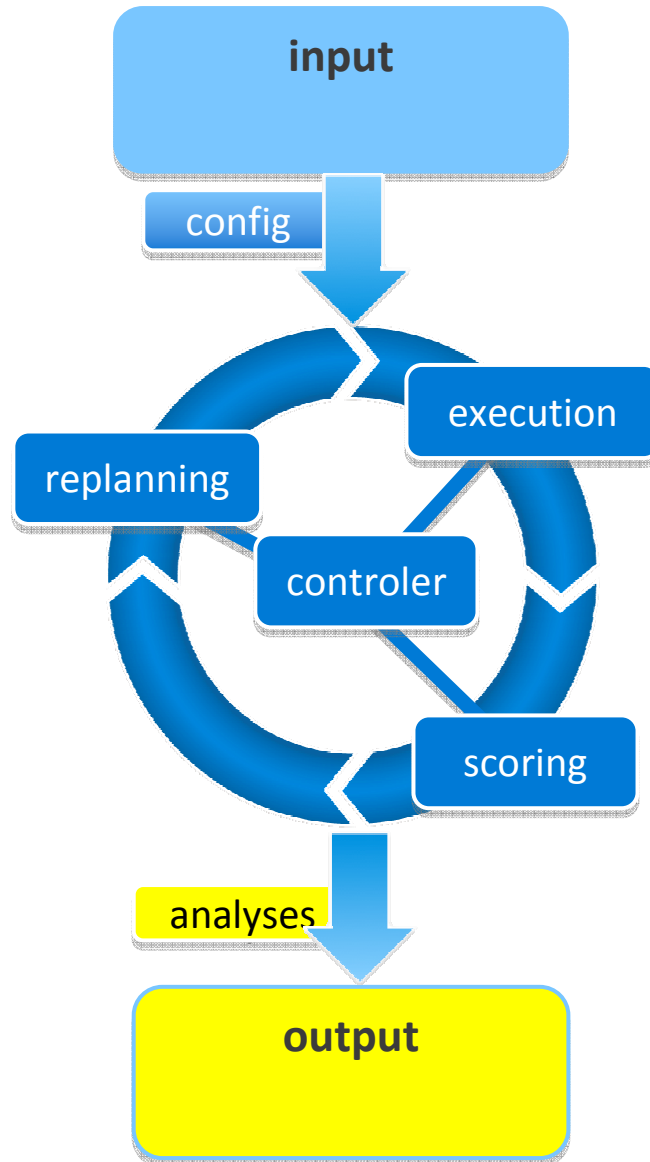 input
config
execution
replanning
controler
scoring
analyses
output